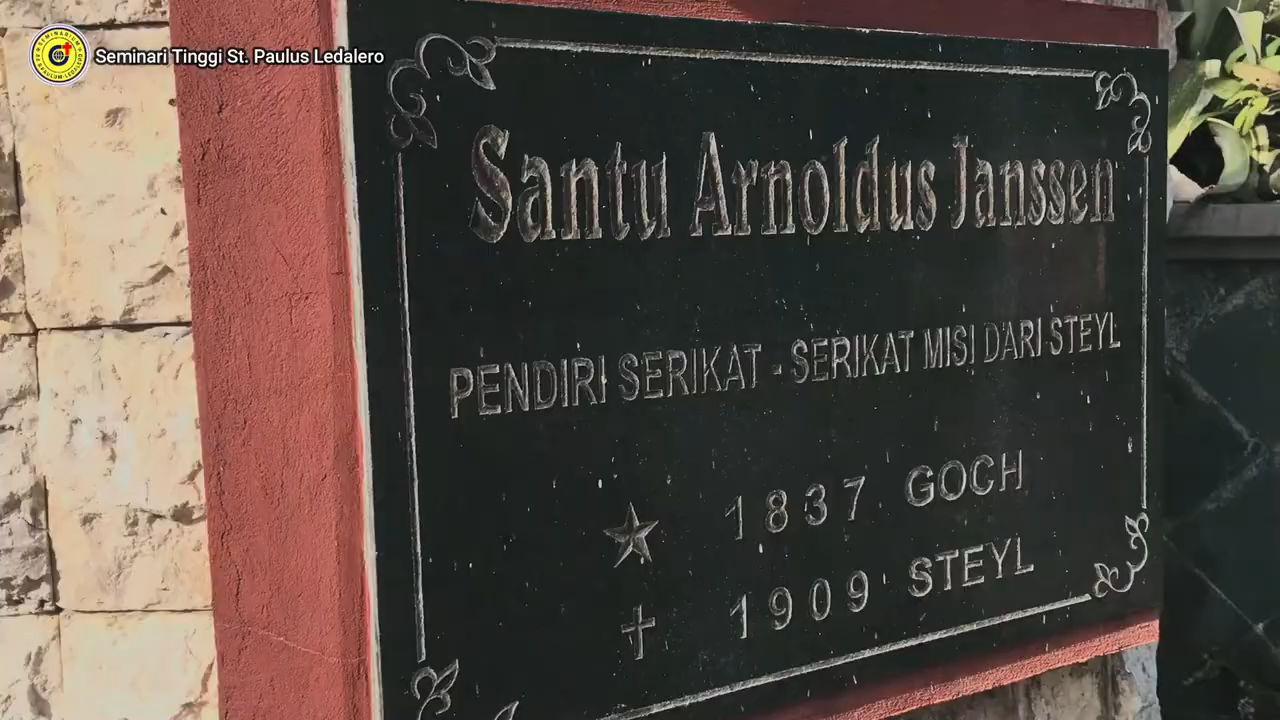 Seminari Tinggi St. Paulus Ledalero
Santu Arnoldus Janssen
PENDIRI SERIKAT - SERIKAT MISI DARI STEYL
1837 GOCH
1909 STEYL